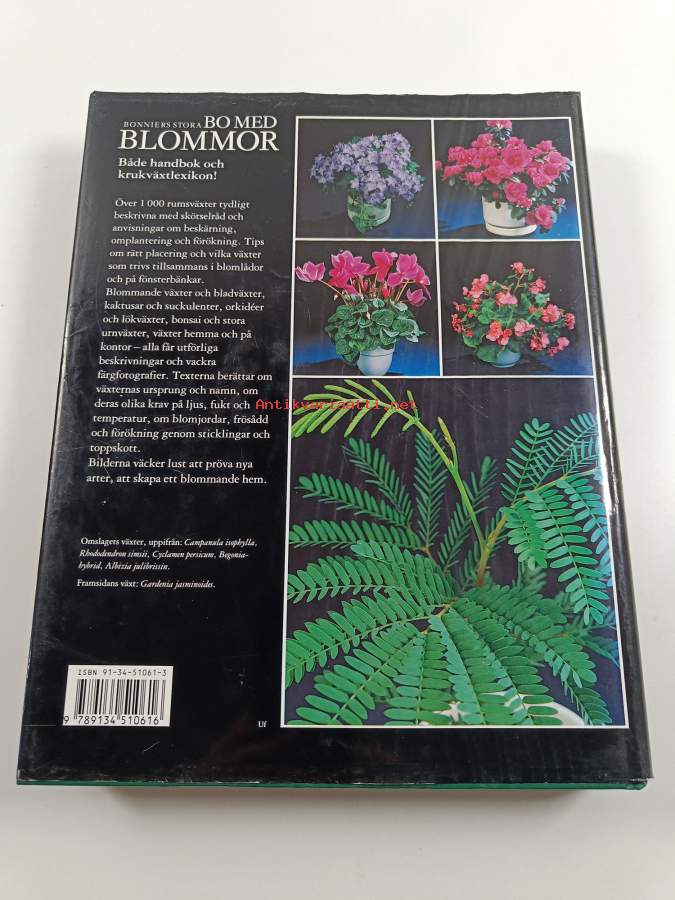 BONNIERS STORA BO MED
BLOMMOR
Både handbok och
krukväxtlexikon!
Över 1 000 rumsväxter tydligt
beskrivna med skötselråd och
anvisningar om beskärning,
omplantering och förökning. Tips
om rätt placering och vilka växter
som trivs tillsammans i blomlådor
och på fönsterbänkar.
Blommande växter och bladväxter,
kaktusar och suckulenter, orkidéer
och lökväxter, bonsai och stora
urnväxter, växter hemma och på
kontor – alla får utförliga
beskrivningar och vackra
färgfotografier. Texterna berättar om
växternas ursprung och namn, om
deras olika krav på ljus, fukt och
temperatur, om blomjordar, frösådd
och förökning genom sticklingar och
toppskott.
Bilderna väcker lust att pröva nya
arter, att skapa ett blommande hem.
Omslagets växter, uppifrån: Campanula isophylla,
Rhododendron simsii, Cyclamen persicum, Begonia-
hybrid, Albizia julibrissin.
Framsidans växt: Gardenia jasminoides.
ISBN 91-34-51061-3
9 789134 510616
Uf
Antikvariaatti.net